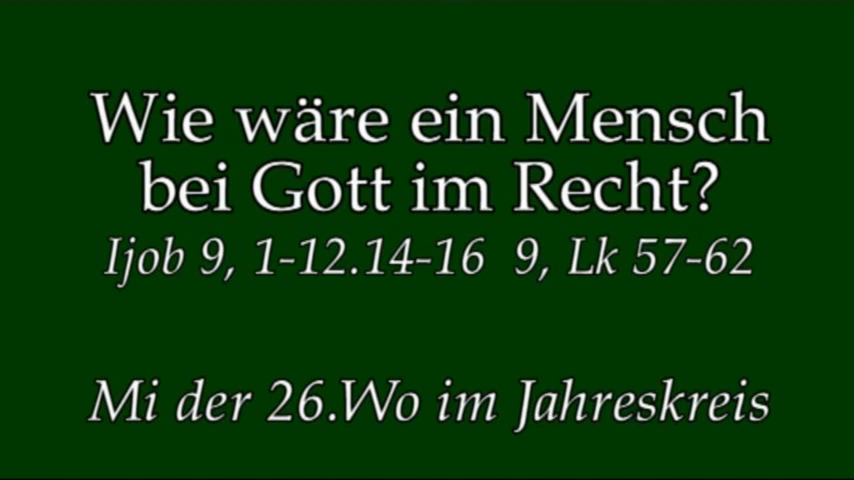 Wie wäre ein Mensch
bei Gott im Recht?
Ijob 9, 1-12.14-16  9, Lk 57-62
Mi der 26.Wo im Jahreskreis